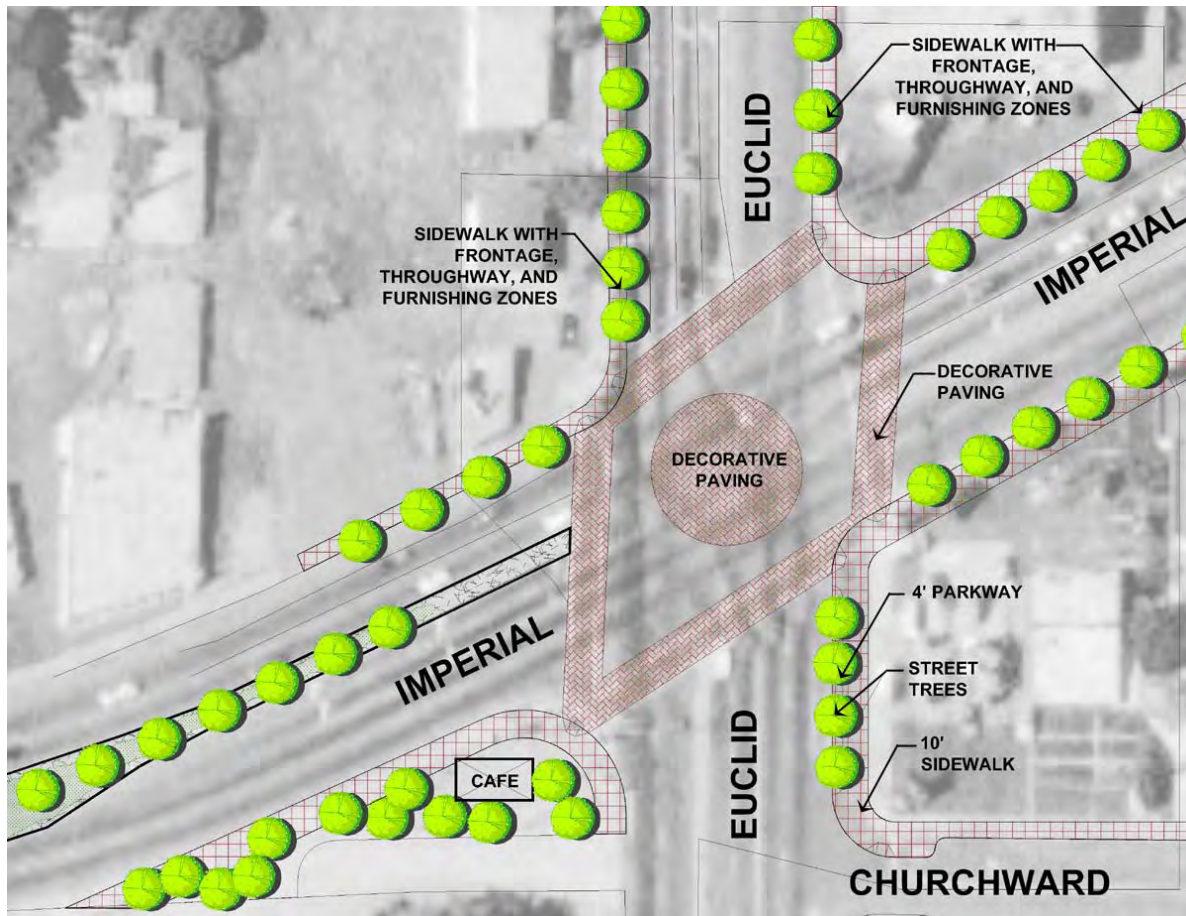 SIDEWALK WITH
FRONTAGE,
THROUGHWAY, AND
FURNISHING ZONES
EUCLID
SIDEWALK WITH
FRONTAGE,
THROUGHWAY, AND
FURNISHING ZONES
IMPERIAL
DECORATIVE
PAVING
DECORATIVE
PAVING
4' PARKWAY
STREET
TREES
IMPERIAL
10'
SIDEWALK
CAFE
EUCLID
CHURCHWARD